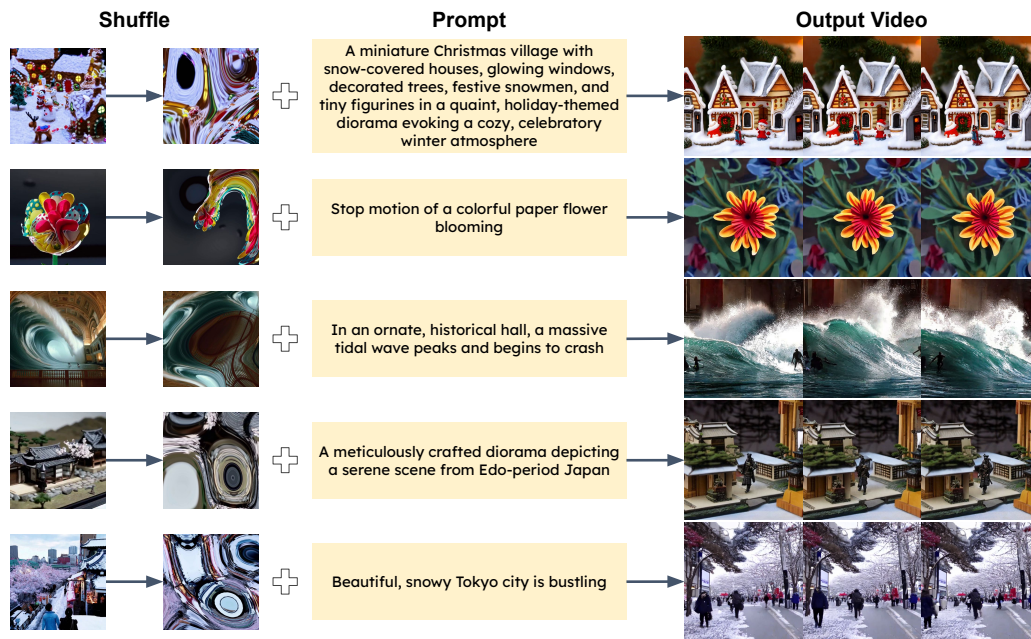 Shuffle
Prompt
Output Video
A miniature Christmas village with
snow-covered houses, glowing windows,
decorated trees, festive snowmen, and
tiny figurines in a quaint, holiday-themed
diorama evoking a cozy, celebratory
winter atmosphere
Stop motion of a colorful paper flower
blooming
In an ornate, historical hall, a massive
tidal wave peaks and begins to crash
A meticulously crafted diorama depicting
a serene scene from Edo-period Japan
Beautiful, snowy Tokyo city is bustling